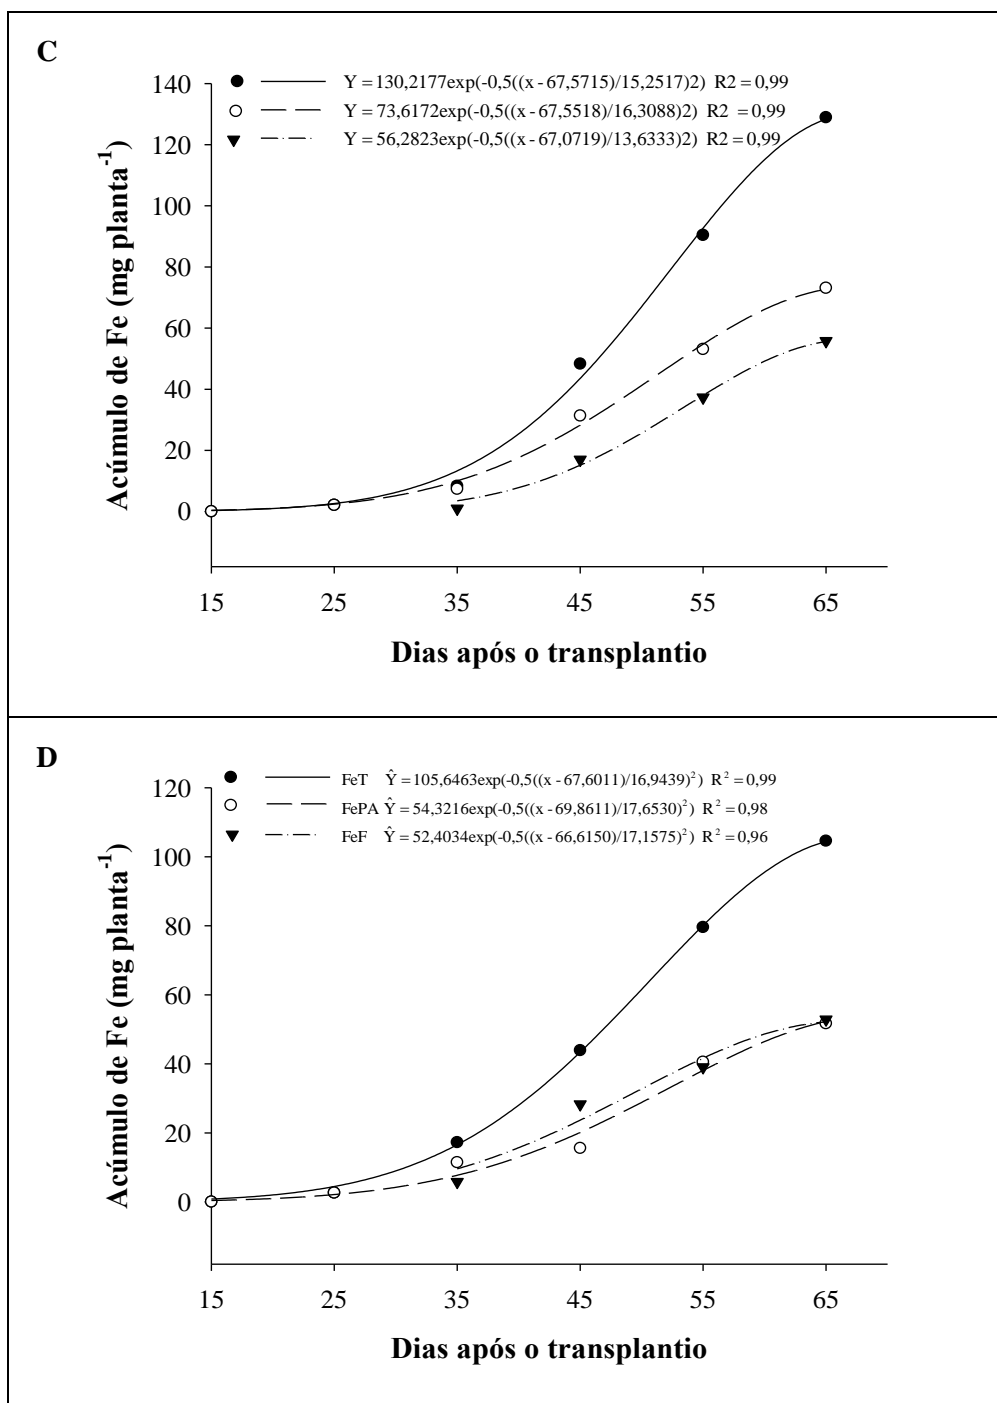 C
Y = 130,2177exp(-0,5((x - 67,5715)/15,2517)2) R2 = 0,99
Y = 73,6172exp(-0,5((x - 67,5518)/16,3088)2) R2 = 0,99
Y = 56,2823exp(-0,5((x - 67,0719)/13,6333)2) R2 = 0,99
140
120
100
80
60
40
20
0
Acúmulo de Fe (mg planta⁻¹)
15 25 35 45 55 65
Dias após o transplantio
D
FeT Ŷ = 105,6463exp(-0,5((x - 67,6011)/16,9439)²) R² = 0,99
FePA Ŷ = 54,3216exp(-0,5((x - 69,8611)/17,6530)²) R² = 0,98
FeF Ŷ = 52,4034exp(-0,5((x - 66,6150)/17,1575)²) R² = 0,96
120
100
80
60
40
20
0
Acúmulo de Fe (mg planta⁻¹)
15 25 35 45 55 65
Dias após o transplantio